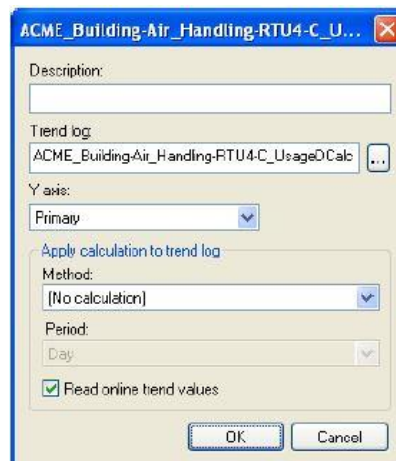 ACME_Building-Air_Handling-RTU4-C_U...
Description:
Trend log:
ACME_Building-Air_Handling-RTU4-C_UsageDCalc
...
Y axis:
Primary
Apply calculation to trend log
Method:
(No calculation)
Period:
Day
Read online trend values
OK
Cancel